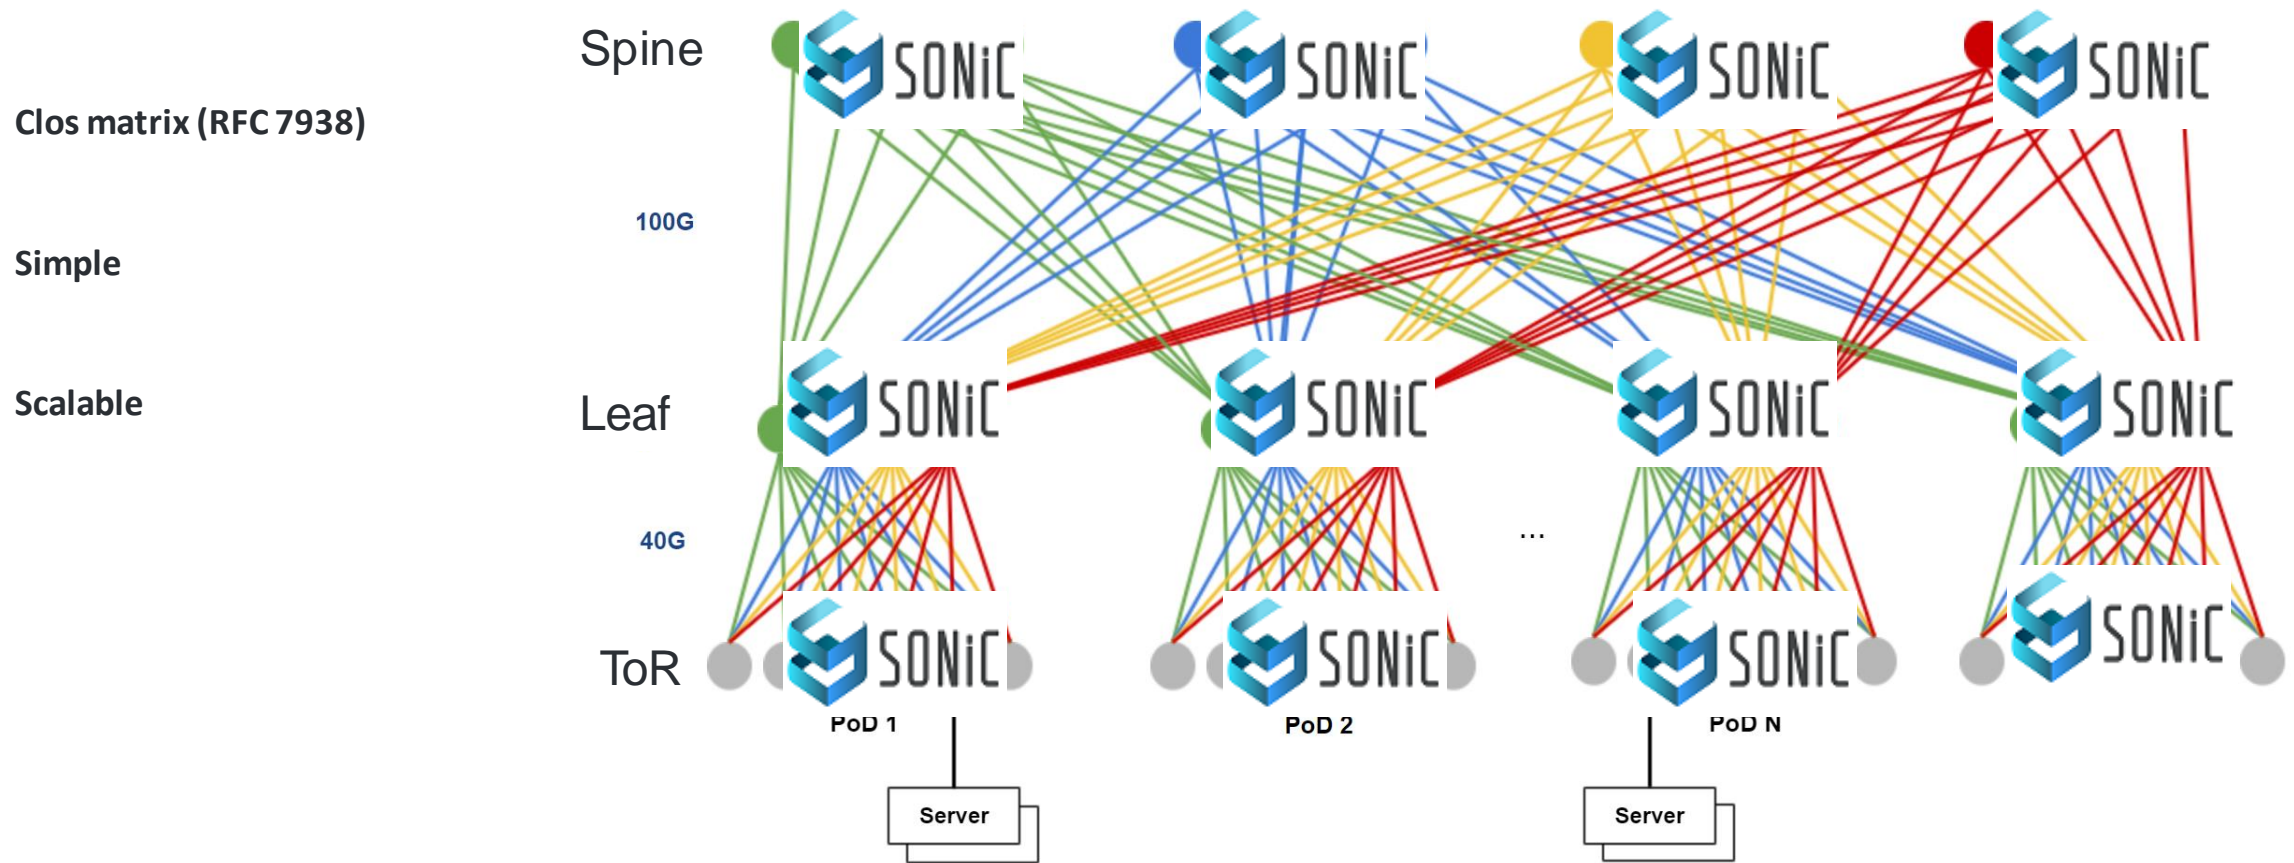 Spine
SONiC
SONiC
SONiC
SONiC
Clos matrix (RFC 7938)
100G
Simple
Scalable
Leaf
SONiC
SONiC
SONiC
SONiC
40G
...
ToR
SONiC
SONiC
SONiC
SONiC
PoD 1
PoD 2
PoD N
Server
Server